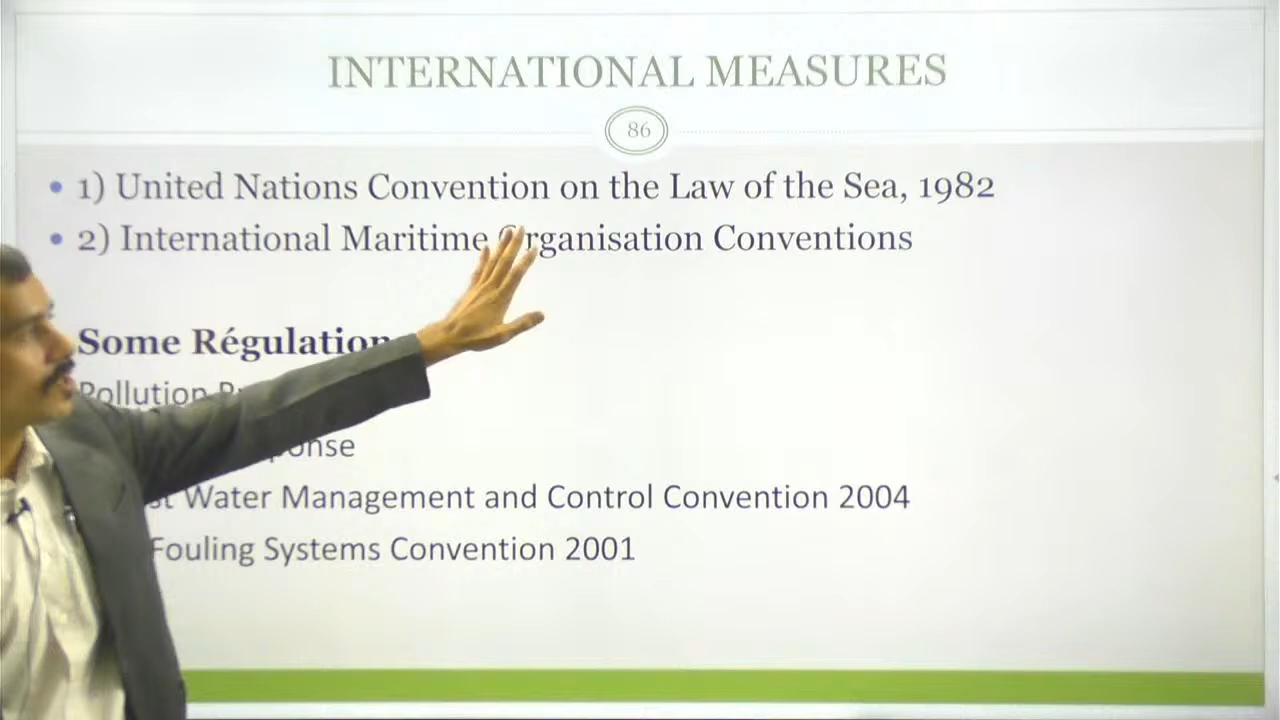 INTERNATIONAL MEASURES
86
• 1) United Nations Convention on the Law of the Sea, 1982
• 2) International Maritime Organisation Conventions
Some Régulation
Pollution
Water Management and Control Convention 2004
Fouling Systems Convention 2001